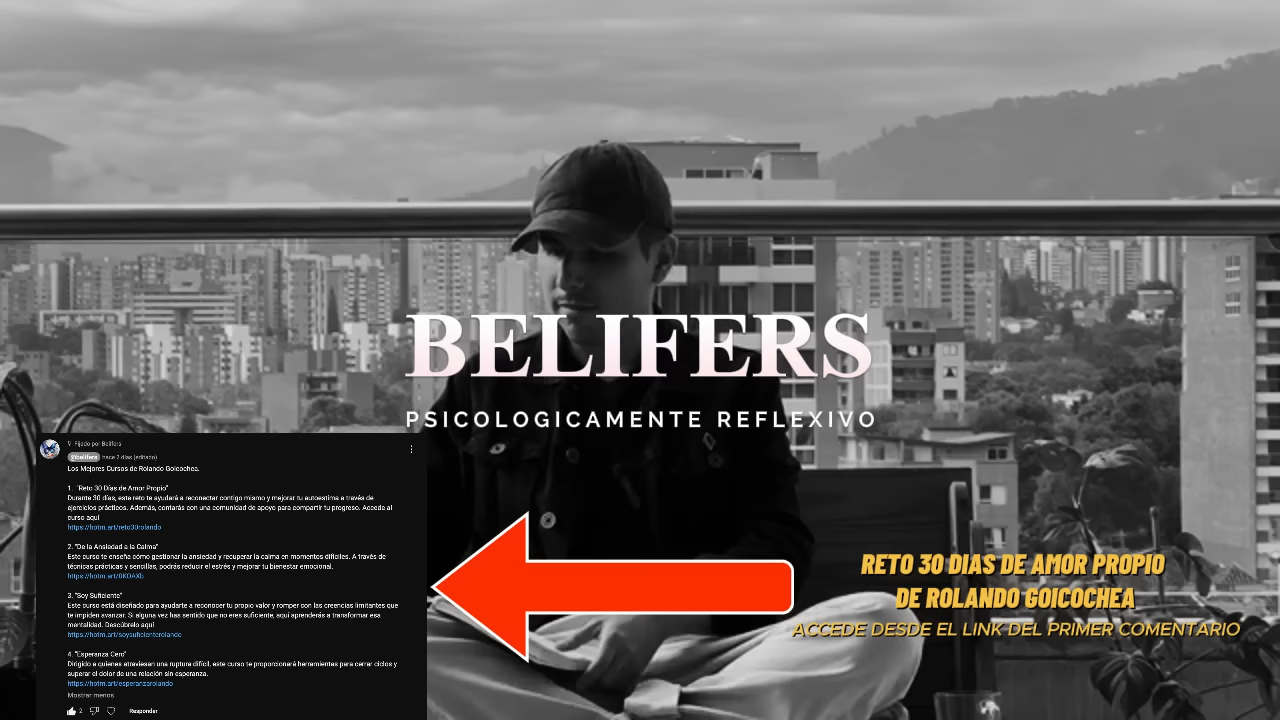 BELIFERS
PSICOLOGICAMENTE REFLEXIVO
Fijado por Belifers
@belifers hace 2 días (editado)
Los Mejores Cursos de Rolando Goicochea.
1. "Reto 30 Días de Amor Propio"
Durante 30 días, este reto te ayudará a reconectar contigo mismo y mejorar tu autoestima a través de
ejercicios prácticos. Además, contarás con una comunidad de apoyo para compartir tu progreso. Accede al
curso aquí
https://hotm.art/reto30rolando
2. "De la Ansiedad a la Calma"
Este curso te enseña cómo gestionar la ansiedad y recuperar la calma en momentos difíciles. A través de
técnicas prácticas y sencillas, podrás reducir el estrés y mejorar tu bienestar emocional.
https://hotm.art/0KOAXb
3. "Soy Suficiente"
Este curso está diseñado para ayudarte a reconocer tu propio valor y romper con las creencias limitantes que
te impiden avanzar. Si alguna vez has sentido que no eres suficiente, aquí aprenderás a transformar esa
mentalidad. Descúbrelo aquí
https://hotm.art/soysuficienterolando
4. "Esperanza Cero"
Dirigido a quienes atraviesan una ruptura difícil, este curso te proporcionará herramientas para cerrar ciclos y
superar el dolor de una relación sin esperanza.
https://hotm.art/esperanzarolando
Mostrar menos
2 Responder
RETO 30 DIAS DE AMOR PROPIO
DE ROLANDO GOICOCHEA
ACCEDE DESDE EL LINK DEL PRIMER COMENTARIO